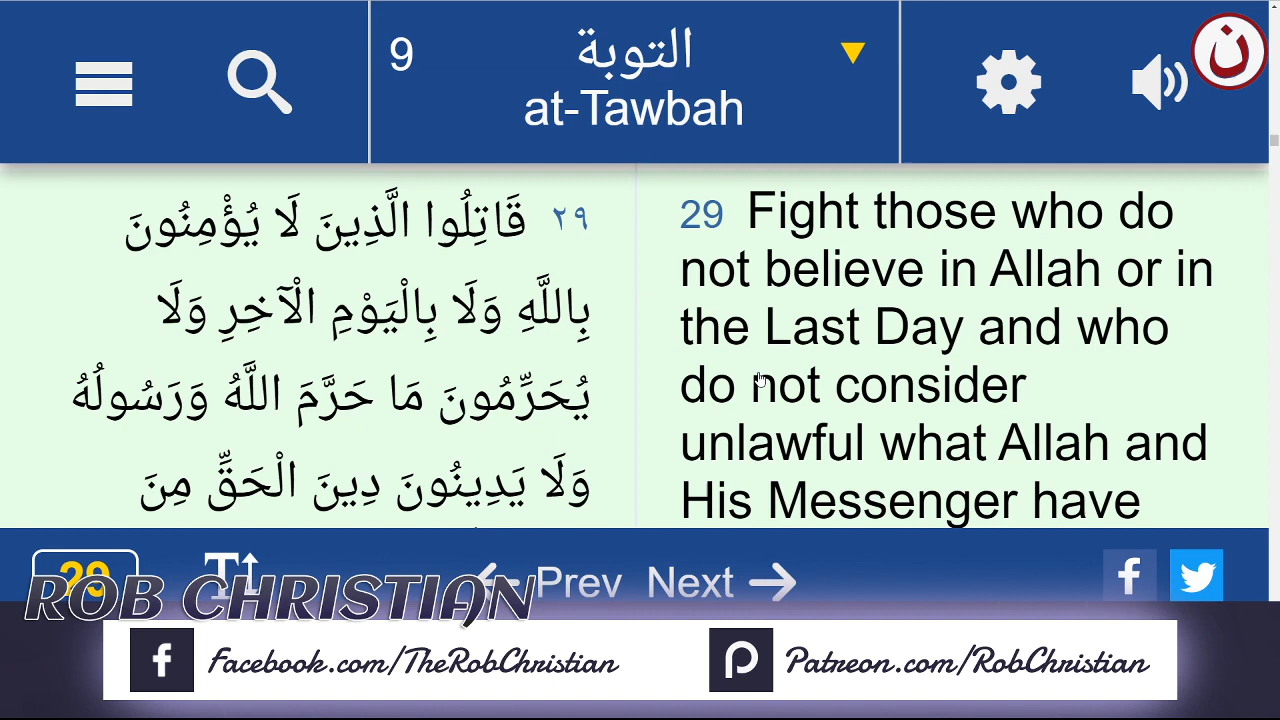 9
التوبة
at-Tawbah
ن
٢٩ قَاتِلُوا الَّذِينَ لَا يُؤْمِنُونَ
بِاللَّهِ وَلَا بِالْيَوْمِ الْآخِرِ وَلَا
يُحَرِّمُونَ مَا حَرَّمَ اللَّهُ وَرَسُولُهُ
وَلَا يَدِينُونَ دِينَ الْحَقِّ مِنَ
29 Fight those who do
not believe in Allah or in
the Last Day and who
do not consider
unlawful what Allah and
His Messenger have
29
T
← Prev Next →
ROB CHRISTIAN
Facebook.com/TheRobChristian
Patreon.com/RobChristian